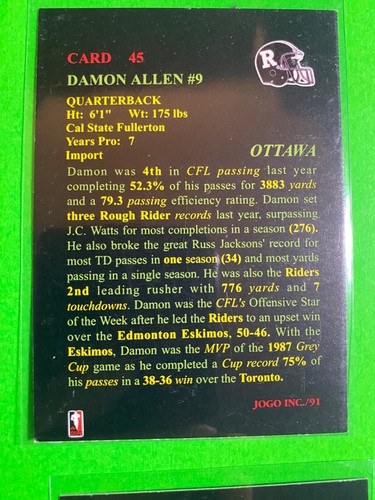 CARD 45
R
DAMON ALLEN #9
QUARTERBACK
Ht: 6'1" Wt: 175 lbs
Cal State Fullerton
Years Pro: 7
Import
OTTAWA
Damon was 4th in CFL passing last year
completing 52.3% of his passes for 3883 yards
and a 79.3 passing efficiency rating. Damon set
three Rough Rider records last year, surpassing
J.C. Watts for most completions in a season (276).
He also broke the great Russ Jacksons' record for
most TD passes in one season (34) and most yards
passing in a single season. He was also the Riders
2nd leading rusher with 776 yards and 7
touchdowns. Damon was the CFL's Offensive Star
of the Week after he led the Riders to an upset win
over the Edmonton Eskimos, 50-46. With the
Eskimos, Damon was the MVP of the 1987 Grey
Cup game as he completed a Cup record 75% of
his passes in a 38-36 win over the Toronto.
JOGO INC./91